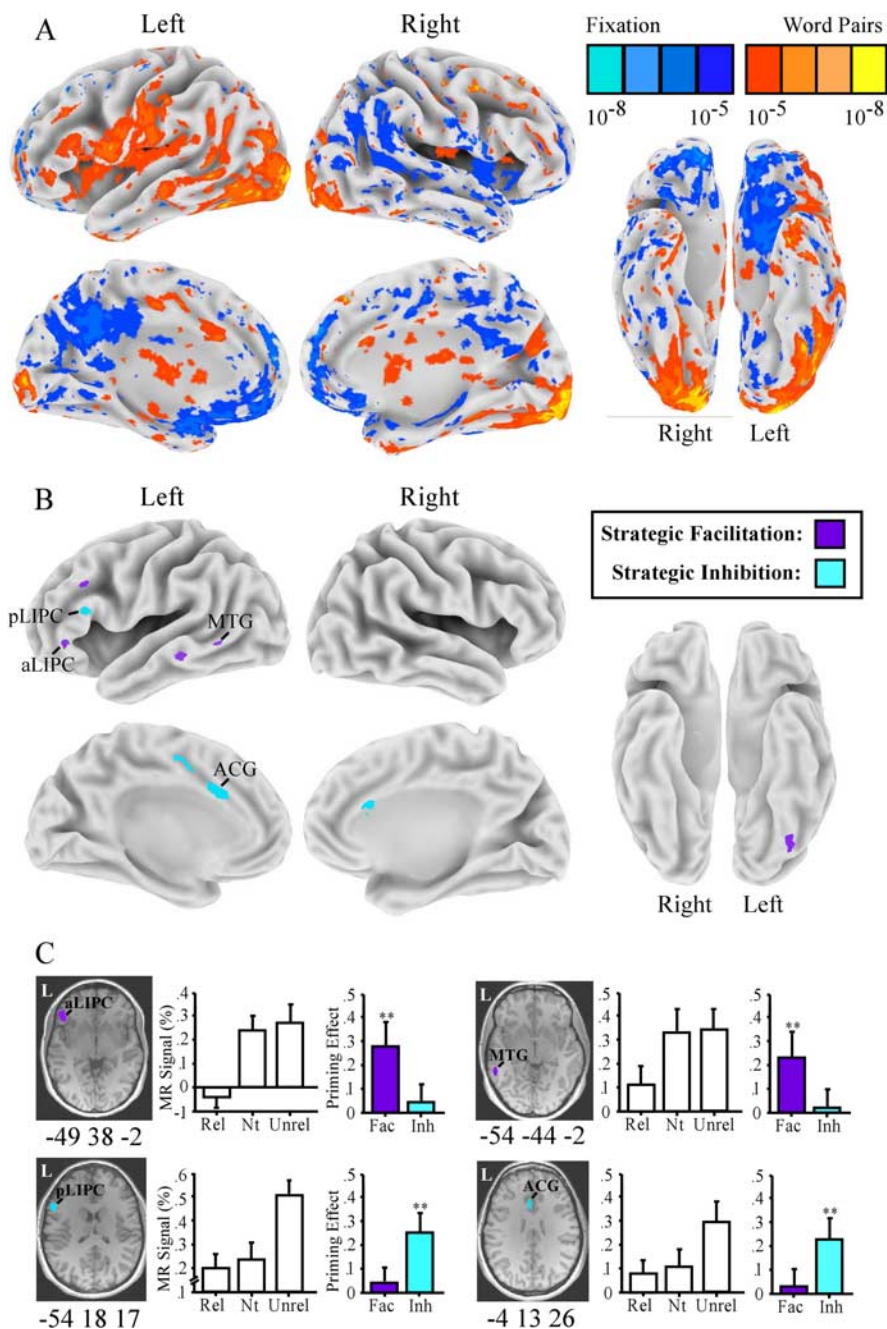 A
Left
Right
Fixation
Word Pairs
10-8
10-5
10-5
10-8
Right
Left
B
Left
Right
Strategic Facilitation:
Strategic Inhibition:
pLIPC
MTG
aLIPC
ACG
Right
Left
C
L
aLIPC
-49 38 -2
MR Signal (%)
.4
.3
.2
.1
0
-1
Rel Nt Unrel
Priming Effect
.5
.4
.3
.2
.1
0
**
Fac Inh
L
MTG
-54 -44 -2
.5
.4
.3
.2
.1
0
Rel Nt Unrel
.5
.4
.3
.2
.1
0
**
Fac Inh
L
pLIPC
-54 18 17
MR Signal (%)
.6
.5
.4
.3
.2
.1
Rel Nt Unrel
Priming Effect
.5
.4
.3
.2
.1
0
**
Fac Inh
L
ACG
-4 13 26
.5
.4
.3
.2
.1
0
Rel Nt Unrel
.5
.4
.3
.2
.1
0
**
Fac Inh